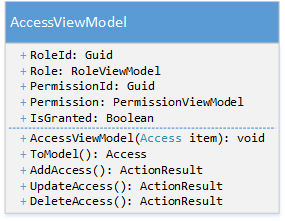 AccessViewModel
+ RoleId: Guid
+ Role: RoleViewModel
+ PermissionId: Guid
+ Permission: PermissionViewModel
+ IsGranted: Boolean
+ AccessViewModel(Access item): void
+ ToModel(): Access
+ AddAccess(): ActionResult
+ UpdateAccess(): ActionResult
+ DeleteAccess(): ActionResult